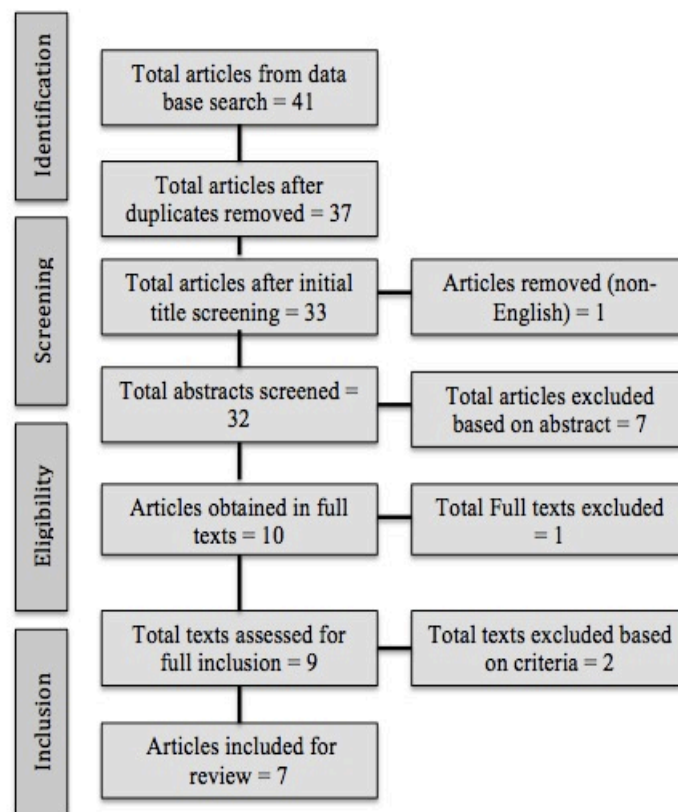 Identification
Total articles from data
base search = 41
Total articles after
duplicates removed = 37
Screening
Total articles after initial
title screening = 33
Articles removed (non-
English) = 1
Total abstracts screened =
32
Total articles excluded
based on abstract = 7
Eligibility
Articles obtained in full
texts = 10
Total Full texts excluded
= 1
Inclusion
Total texts assessed for
full inclusion = 9
Total texts excluded based
on criteria = 2
Articles included for
review = 7